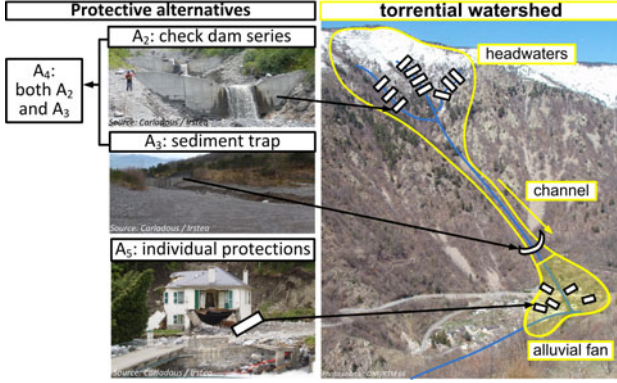 Protective alternatives
torrential watershed
A₂: check dam series
A₄:
both A₂
and A₃
Source: Carladous / Irstea
A₃: sediment trap
Source: Carladous / Irstea
A₅: individual protections
Source: Carladous / Irstea
headwaters
channel
alluvial fan